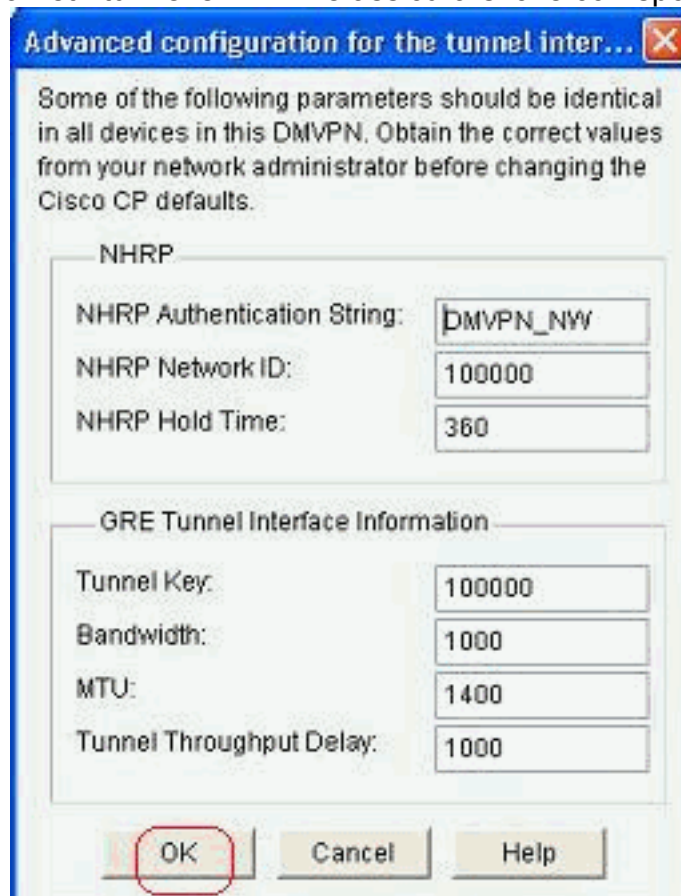 Advanced configuration for the tunnel inter...
Some of the following parameters should be identical
in all devices in this DMVPN. Obtain the correct values
from your network administrator before changing the
Cisco CP defaults.
NHRP
NHRP Authentication String: DMVPN_NW
NHRP Network ID: 100000
NHRP Hold Time: 360
GRE Tunnel Interface Information
Tunnel Key: 100000
Bandwidth: 1000
MTU: 1400
Tunnel Throughput Delay: 1000
OK Cancel Help